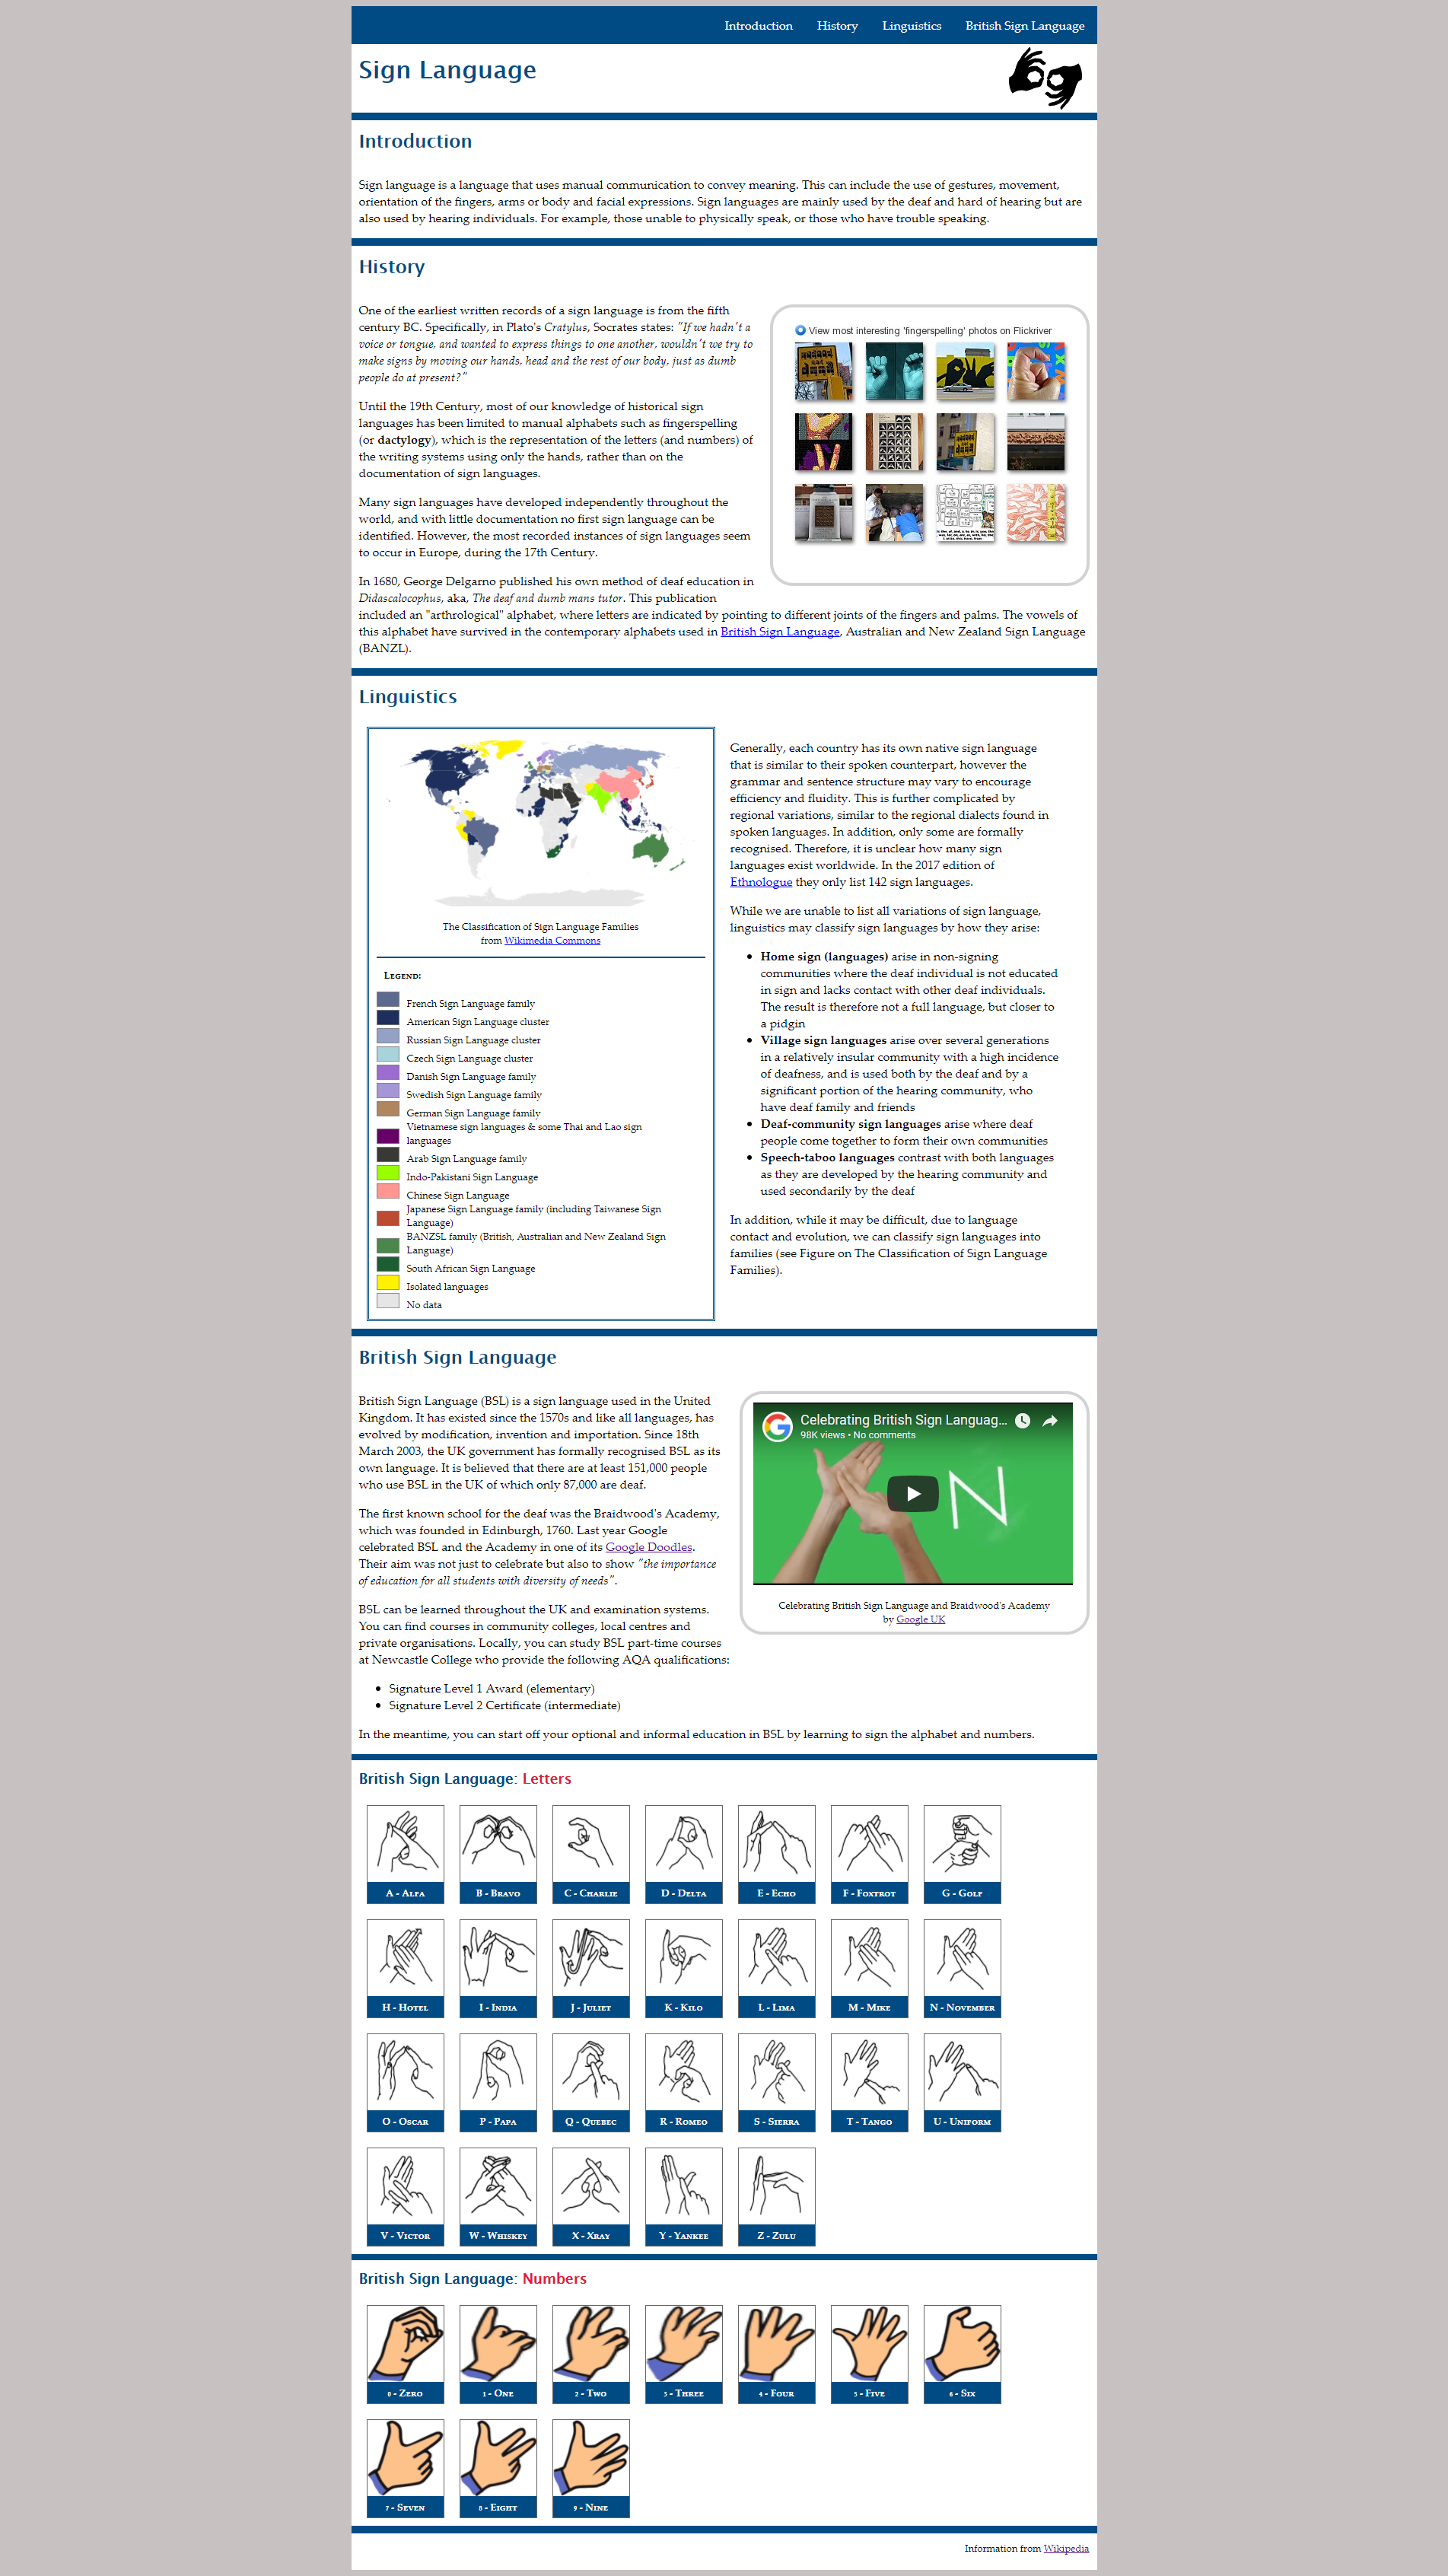 Introduction History Linguistics British Sign Language
Sign Language
Introduction
Sign language is a language that uses manual communication to convey meaning. This can include the use of gestures, movement,
orientation of the fingers, arms or body and facial expressions. Sign languages are mainly used by the deaf and hard of hearing but are
also used by hearing individuals. For example, those unable to physically speak, or those who have trouble speaking.
History
One of the earliest written records of a sign language is from the fifth
century BC. Specifically, in Plato's Cratylus, Socrates states: "If we hadn't a
voice or tongue, and wanted to express things to one another, wouldn't we try to
make signs by moving our hands, head and the rest of our body, just as dumb
people do at present?"
Until the 19th Century, most of our knowledge of historical sign
languages has been limited to manual alphabets such as fingerspelling
(or dactylogy), which is the representation of the letters (and numbers) of
the writing systems using only the hands, rather than on the
documentation of sign languages.
Many sign languages have developed independently throughout the
world, and with little documentation no first sign language can be
identified. However, the most recorded instances of sign languages seem
to occur in Europe, during the 17th Century.
In 1680, George Delgarno published his own method of deaf education in
Didascalocophus, aka, The deaf and dumb mans tutor. This publication
included an "arthrological" alphabet, where letters are indicated by pointing to different joints of the fingers and palms. The vowels of
this alphabet have survived in the contemporary alphabets used in British Sign Language, Australian and New Zealand Sign Language
(BANZL).
View most interesting 'fingerspelling' photos on Flickriver
Linguistics
The Classification of Sign Language Families
from Wikimedia Commons
Legend:
French Sign Language family
American Sign Language cluster
Russian Sign Language cluster
Czech Sign Language cluster
Danish Sign Language family
Swedish Sign Language family
German Sign Language family
Vietnamese sign languages & some Thai and Lao sign
languages
Arab Sign Language family
Indo-Pakistani Sign Language
Chinese Sign Language
Japanese Sign Language family (including Taiwanese Sign
Language)
BANZSL family (British, Australian and New Zealand Sign
Language)
South African Sign Language
Isolated languages
No data
Generally, each country has its own native sign language
that is similar to their spoken counterpart, however the
grammar and sentence structure may vary to encourage
efficiency and fluidity. This is further complicated by
regional variations, similar to the regional dialects found in
spoken languages. In addition, only some are formally
recognised. Therefore, it is unclear how many sign
languages exist worldwide. In the 2017 edition of
Ethnologue they only list 142 sign languages.
While we are unable to list all variations of sign language,
linguistics may classify sign languages by how they arise:
• Home sign (languages) arise in non-signing
communities where the deaf individual is not educated
in sign and lacks contact with other deaf individuals.
The result is therefore not a full language, but closer to
a pidgin
• Village sign languages arise over several generations
in a relatively insular community with a high incidence
of deafness, and is used both by the deaf and by a
significant portion of the hearing community, who
have deaf family and friends
• Deaf-community sign languages arise where deaf
people come together to form their own communities
• Speech-taboo languages contrast with both languages
as they are developed by the hearing community and
used secondarily by the deaf
In addition, while it may be difficult, due to language
contact and evolution, we can classify sign languages into
families (see Figure on The Classification of Sign Language
Families).
British Sign Language
British Sign Language (BSL) is a sign language used in the United
Kingdom. It has existed since the 1570s and like all languages, has
evolved by modification, invention and importation. Since 18th
March 2003, the UK government has formally recognised BSL as its
own language. It is believed that there are at least 151,000 people
who use BSL in the UK of which only 87,000 are deaf.
The first known school for the deaf was the Braidwood's Academy,
which was founded in Edinburgh, 1760. Last year Google
celebrated BSL and the Academy in one of its Google Doodles.
Their aim was not just to celebrate but also to show "the importance
of education for all students with diversity of needs".
BSL can be learned throughout the UK and examination systems.
You can find courses in community colleges, local centres and
private organisations. Locally, you can study BSL part-time courses
at Newcastle College who provide the following AQA qualifications:
• Signature Level 1 Award (elementary)
• Signature Level 2 Certificate (intermediate)
In the meantime, you can start off your optional and informal education in BSL by learning to sign the alphabet and numbers.
Celebrating British Sign Languag...
98K views • No comments
N
Celebrating British Sign Language and Braidwood's Academy
by Google UK
British Sign Language: Letters
A - Alfa B - Bravo C - Charlie D - Delta E - Echo F - Foxtrot G - Golf
H - Hotel I - India J - Juliet K - Kilo L - Lima M - Mike N - November
O - Oscar P - Papa Q - Quebec R - Romeo S - Sierra T - Tango U - Uniform
V - Victor W - Whiskey X - Xray Y - Yankee Z - Zulu
British Sign Language: Numbers
0 - Zero 1 - One 2 - Two 3 - Three 4 - Four 5 - Five 6 - Six
7 - Seven 8 - Eight 9 - Nine
Information from Wikipedia